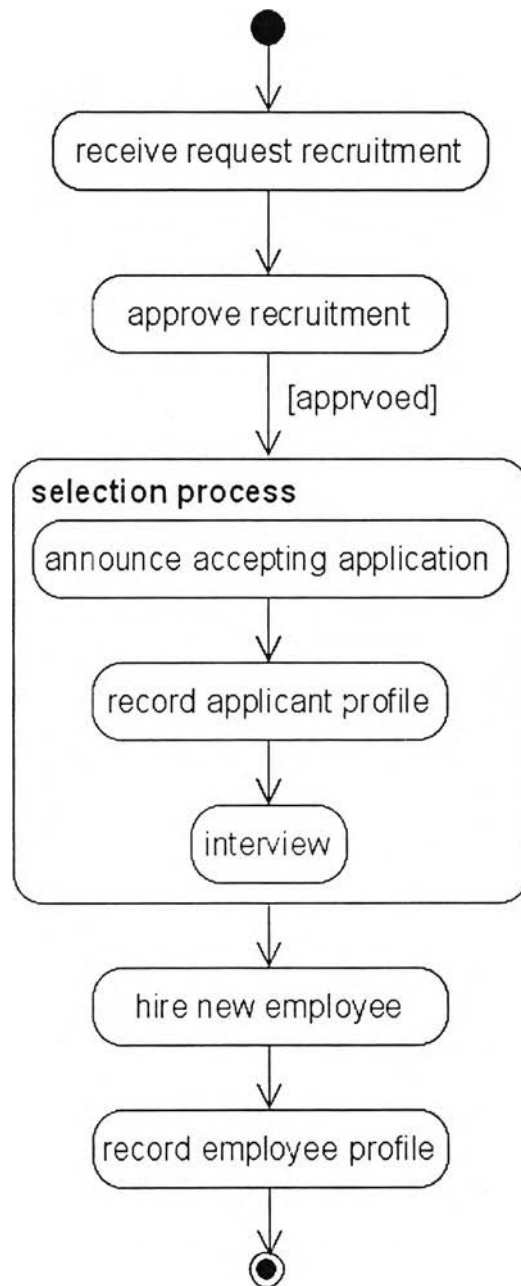 receive request recruitment
approve recruitment
[apprvoed]
selection process
announce accepting application
record applicant profile
interview
hire new employee
record employee profile